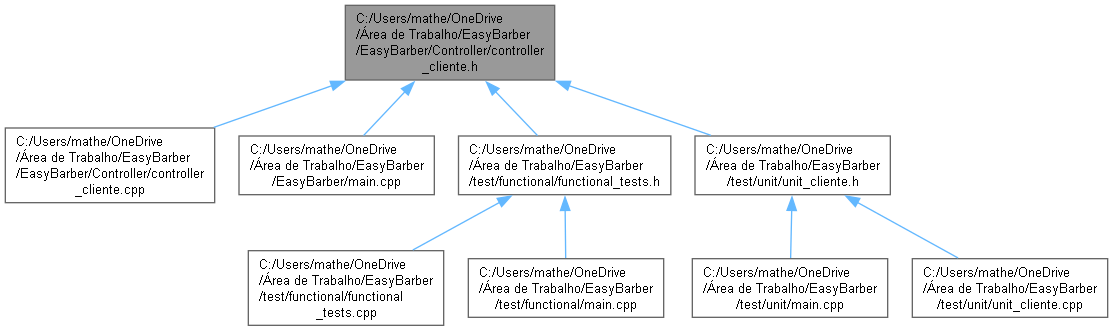 C:/Users/mathe/OneDrive
/Área de Trabalho/EasyBarber
/EasyBarber/Controller/controller
_cliente.h
C:/Users/mathe/OneDrive
/Área de Trabalho/EasyBarber
/EasyBarber/Controller/controller
_cliente.cpp
C:/Users/mathe/OneDrive
/Área de Trabalho/EasyBarber
/EasyBarber/main.cpp
C:/Users/mathe/OneDrive
/Área de Trabalho/EasyBarber
/test/functional/functional_tests.h
C:/Users/mathe/OneDrive
/Área de Trabalho/EasyBarber
/test/unit/unit_cliente.h
C:/Users/mathe/OneDrive
/Área de Trabalho/EasyBarber
/test/functional/functional
_tests.cpp
C:/Users/mathe/OneDrive
/Área de Trabalho/EasyBarber
/test/functional/main.cpp
C:/Users/mathe/OneDrive
/Área de Trabalho/EasyBarber
/test/unit/main.cpp
C:/Users/mathe/OneDrive
/Área de Trabalho/EasyBarber
/test/unit/unit_cliente.cpp